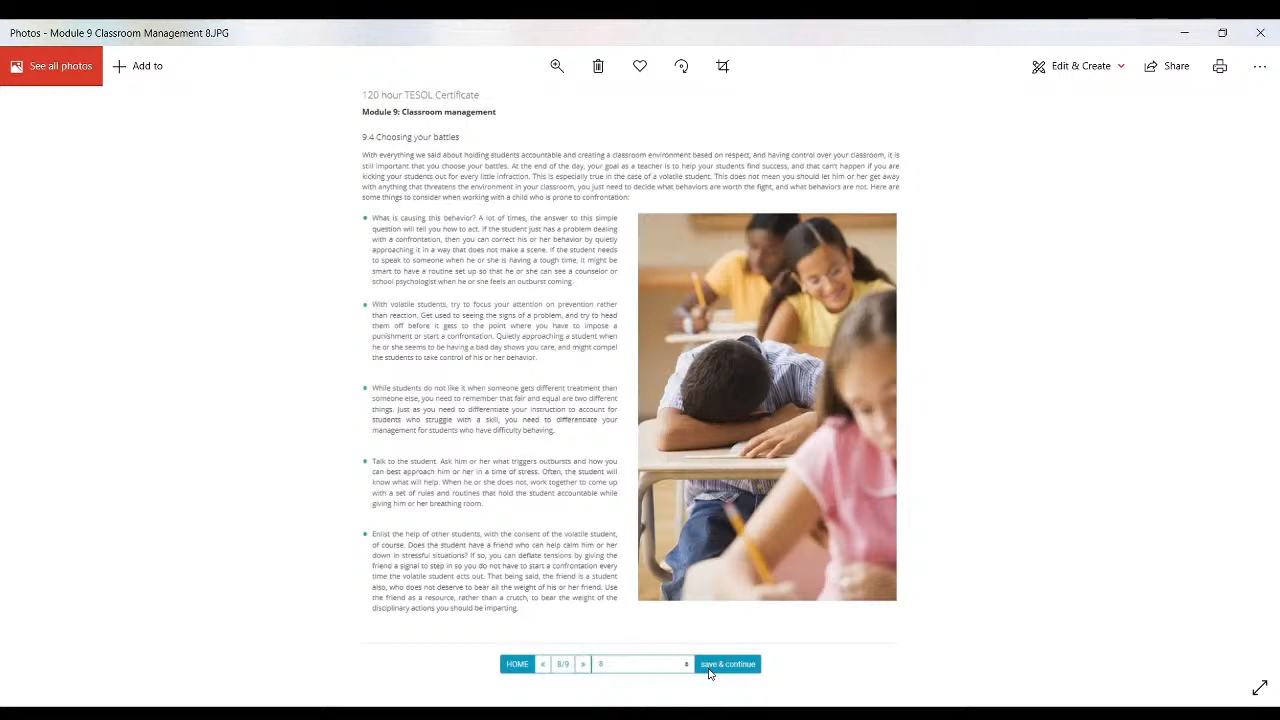 Photos - Module 9 Classroom Management 8.JPG
See all photos
Add to
Edit & Create
Share
120 hour TESOL Certificate
Module 9: Classroom management
9.4 Choosing your battles
With everything we said about holding students accountable and creating a classroom environment based on respect, and having control over your classroom, it is
still important that you choose your battles. At the end of the day, your goal as a teacher is to help your students find success, and that can't happen if you are
kicking your students out for every little infraction. This is especially true in the case of a volatile student. This does not mean you should let him or her get away
with anything that threatens the environment in your classroom, you just need to decide what behaviors are worth the fight, and what behaviors are not. Here are
some things to consider when working with a child who is prone to confrontation:
What is causing this behavior? A lot of times, the answer to this simple
question will tell you how to act. If the student just has a problem dealing
with a confrontation, then you can correct his or her behavior by quietly
approaching it in a way that does not make a scene. If the student needs
to speak to someone when he or she is having a tough time, it might be
smart to have a routine set up so that he or she can see a counselor or
school psychologist when he or she feels an outburst coming.
With volatile students, try to focus your attention on prevention rather
than reaction. Get used to seeing the signs of a problem, and try to head
them off before it gets to the point where you have to impose a
punishment or start a confrontation. Quietly approaching a student when
he or she seems to be having a bad day shows you care, and might compel
the students to take control of his or her behavior.
While students do not like it when someone gets different treatment than
someone else, you need to remember that fair and equal are two different
things. Just as you need to differentiate your instruction to account for
students who struggle with a skill, you need to differentiate your
management for students who have difficulty behaving.
Talk to the student. Ask him or her what triggers outbursts and how you
can best approach him or her in a time of stress. Often, the student will
know what will help. When he or she does not, work together to come up
with a set of rules and routines that hold the student accountable while
giving him or her breathing room.
Enlist the help of other students, with the consent of the volatile student,
of course. Does the student have a friend who can help calm him or her
down in stressful situations? If so, you can deflate tensions by giving the
friend a signal to step in so you do not have to start a confrontation every
time the volatile student acts out. That being said, the friend is a student
also, who does not deserve to bear all the weight of his or her friend. Use
the friend as a resource, rather than a crutch, to bear the weight of the
disciplinary actions you should be imparting.
HOME « 8/9 » 8 save & continue